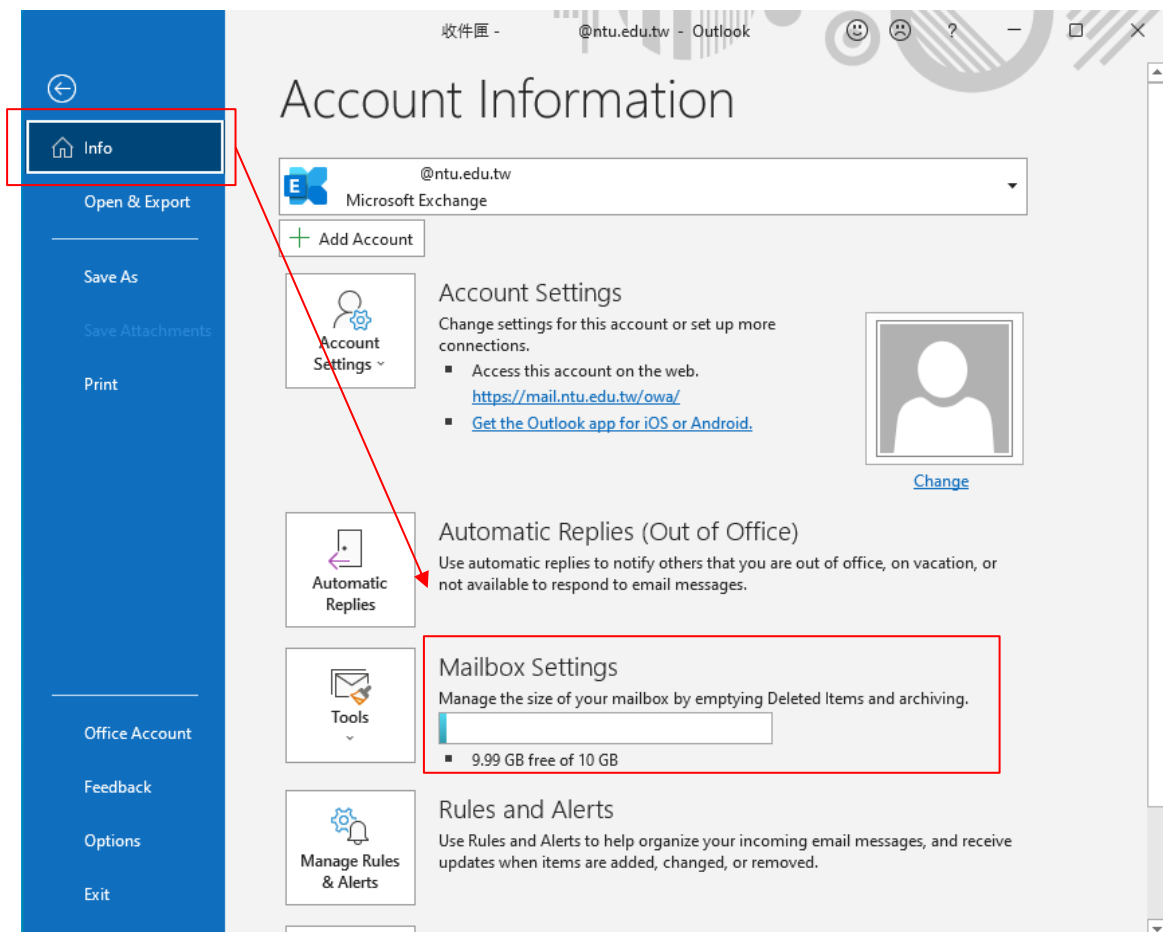 收件匣 - @ntu.edu.tw - Outlook
?
Account Information
Info
Open & Export
Save As
Save Attachments
Print
Office Account
Feedback
Options
Exit
E
@ntu.edu.tw
Microsoft Exchange
Add Account
Account
Settings
Account Settings
Change settings for this account or set up more
connections.
Access this account on the web.
https://mail.ntu.edu.tw/owa/
Get the Outlook app for iOS or Android.
Change
Automatic
Replies
Automatic Replies (Out of Office)
Use automatic replies to notify others that you are out of office, on vacation, or
not available to respond to email messages.
Tools
Mailbox Settings
Manage the size of your mailbox by emptying Deleted Items and archiving.
9.99 GB free of 10 GB
Manage Rules
& Alerts
Rules and Alerts
Use Rules and Alerts to help organize your incoming email messages, and receive
updates when items are added, changed, or removed.